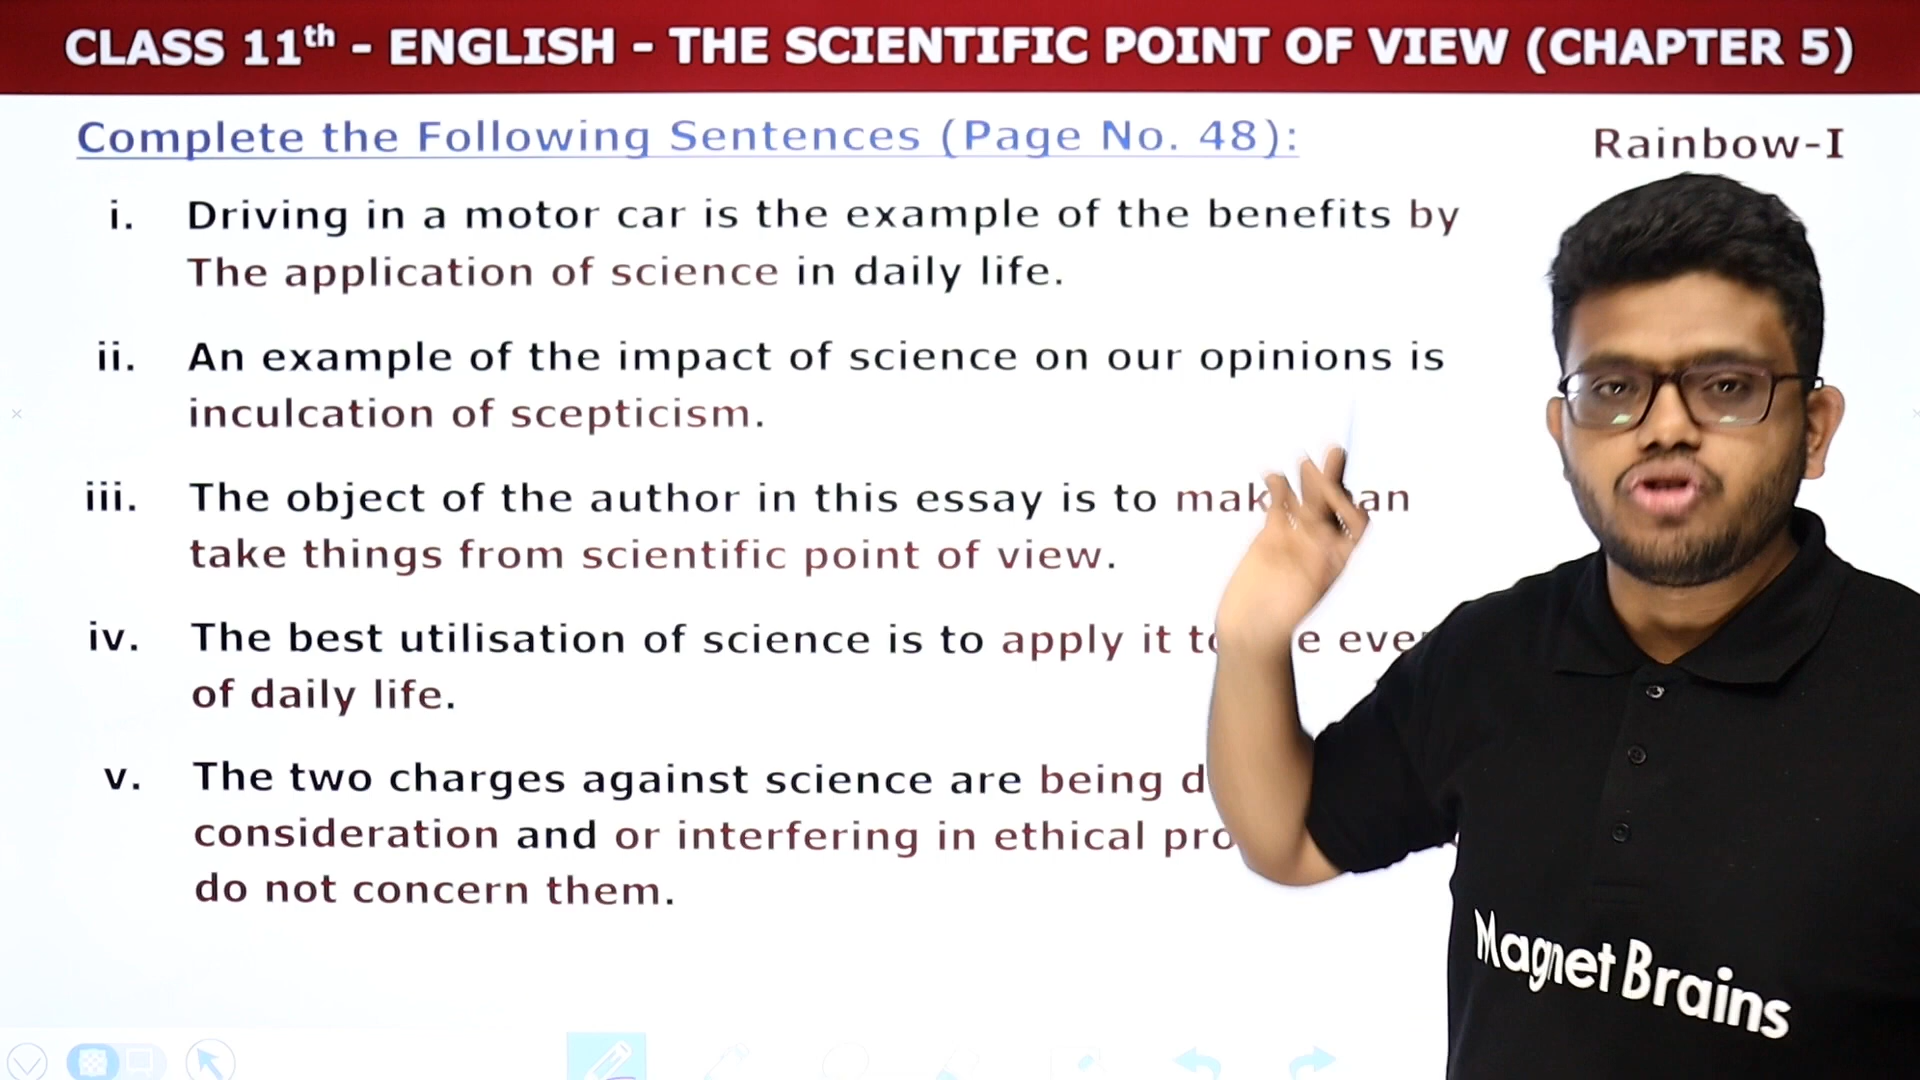 CLASS 11th - ENGLISH - THE SCIENTIFIC POINT OF VIEW (CHAPTER 5)
Complete the Following Sentences (Page No. 48):
Rainbow-I
i. Driving in a motor car is the example of the benefits by
The application of science in daily life.
ii. An example of the impact of science on our opinions is
inculcation of scepticism.
iii. The object of the author in this essay is to
take things from scientific point of view.
iv. The best utilisation of science is to apply it
of daily life.
v. The two charges against science are being
consideration and or interfering in ethical
do not concern them.
Magnet Brains